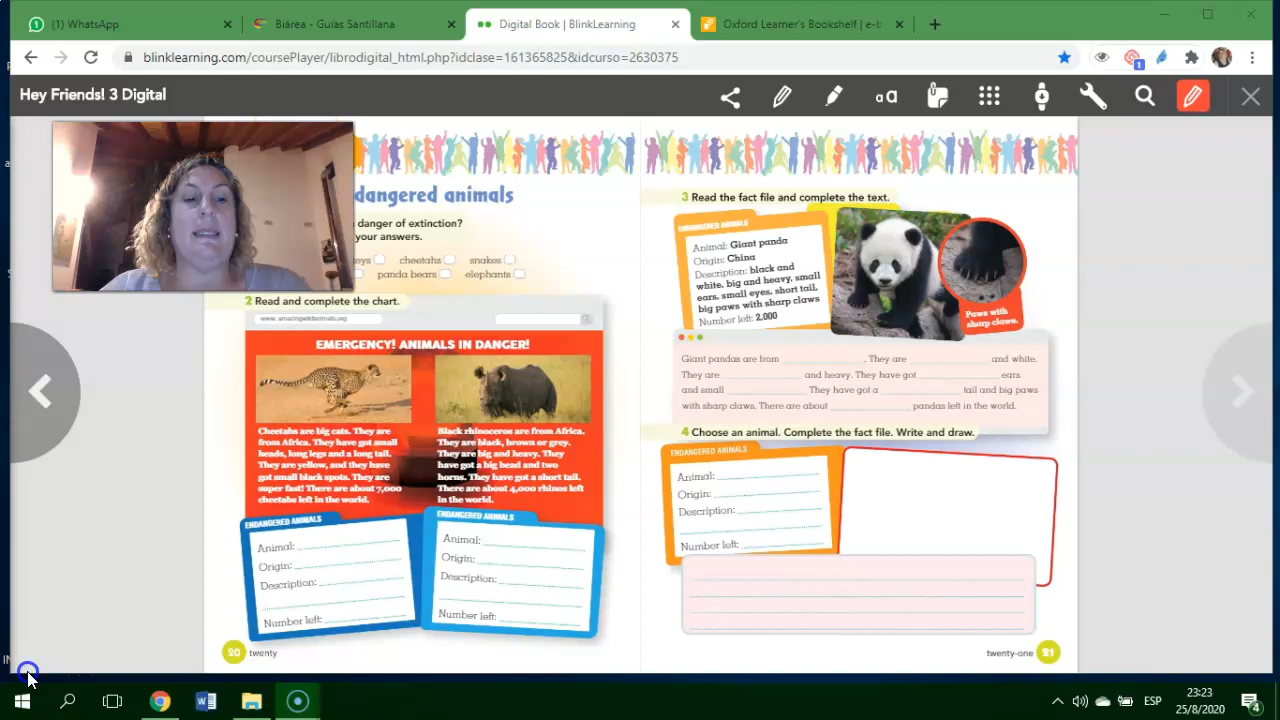 (1) WhatsApp
Biárea - Guías Santillana
Digital Book | BlinkLearning
Oxford Learner's Bookshelf | e-b
blinklearning.com/coursePlayer/librodigital_html.php?idclase=161365825&idcurso=2630375
1
Hey Friends! 3 Digital
aa
dangered animals
danger of extinction?
your answers.
eys cheetahs snakes
panda bears elephants
2 Read and complete the chart.
www. amazingwildanimals.org
EMERGENCY! ANIMALS IN DANGER!
Cheetahs are big cats. They are
from Africa. They have got small
heads, long legs and a long tail.
They are yellow, and they have
got small black spots. They are
super fast! There are about 7,000
cheetahs left in the world.
Black rhinoceros are from Africa.
They are black, brown or grey.
They are big and heavy. They
have got a big head and two
horns. They have got a short tail.
There are about 4,000 rhinos left
in the world.
ENDANGERED ANIMALS
Animal:
Origin:
Description:
Number left:
ENDANGERED ANIMALS
Animal:
Origin:
Description:
Number left:
20 twenty
3 Read the fact file and complete the text.
ENDANGERED ANIMALS
Animal: Giant panda
Origin: China
Description: black and
white, big and heavy, small
ears, small eyes, short tail,
big paws with sharp claws
Number left: 2,000
Paws with
sharp claws.
Giant pandas are from . They are and white.
They are and heavy. They have got ears
and small They have got a tail and big paws
with sharp claws. There are about pandas left in the world.
4 Choose an animal. Complete the fact file. Write and draw.
ENDANGERED ANIMALS
Animal:
Origin:
Description:
Number left:
twenty-one 21
ESP
23:23
25/8/2020
4